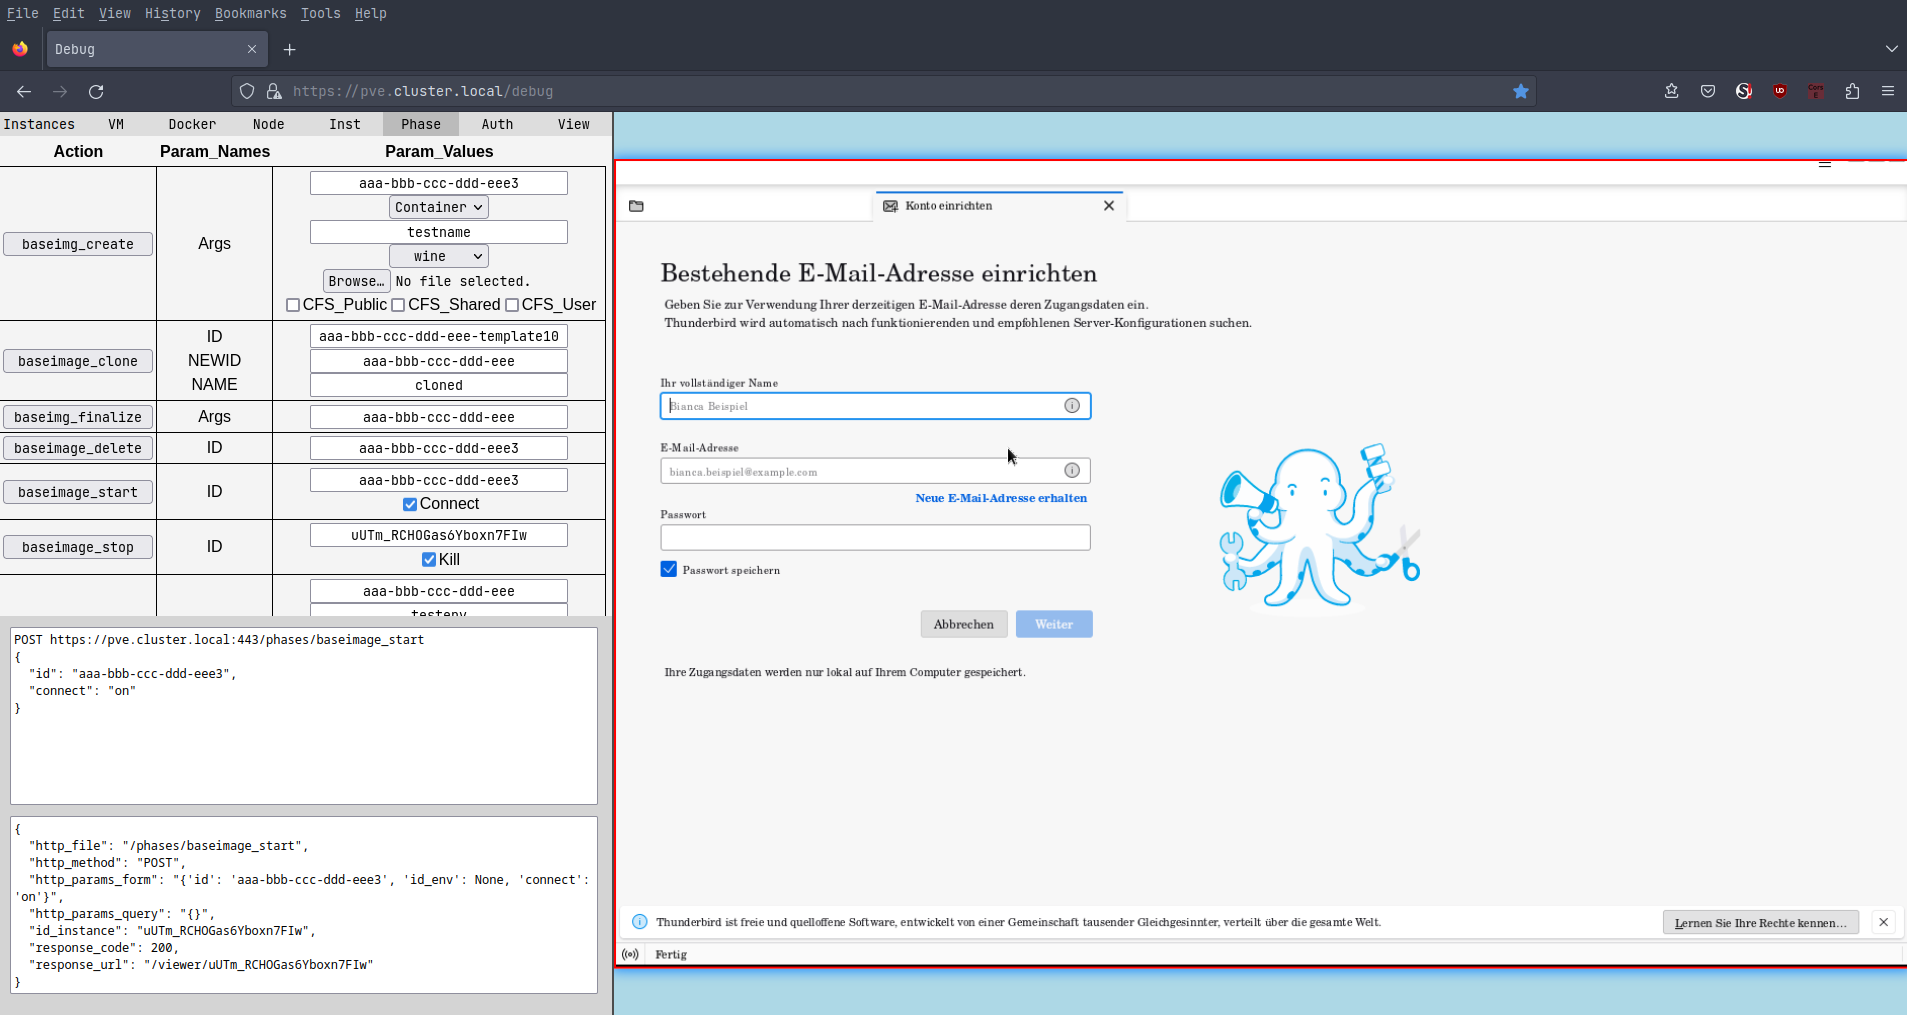 File Edit View History Bookmarks Tools Help
Debug
https://pve.cluster.local/debug
Instances VM Docker Node Inst Phase Auth View
Action Param_Names Param_Values
baseimg_create Args
aaa-bbb-ccc-ddd-eee3
Container
testname
wine
Browse… No file selected.
CFS_Public CFS_Shared CFS_User
baseimage_clone
ID aaa-bbb-ccc-ddd-eee-template10
NEWID aaa-bbb-ccc-ddd-eee
NAME cloned
baseimg_finalize Args aaa-bbb-ccc-ddd-eee
baseimage_delete ID aaa-bbb-ccc-ddd-eee3
baseimage_start ID aaa-bbb-ccc-ddd-eee3
Connect
baseimage_stop ID uUTm_RCHOGas6Yboxn7FIw
Kill
aaa-bbb-ccc-ddd-eee
testenv
POST https://pve.cluster.local:443/phases/baseimage_start
{
"id": "aaa-bbb-ccc-ddd-eee3",
"connect": "on"
}
{
"http_file": "/phases/baseimage_start",
"http_method": "POST",
"http_params_form": "{'id': 'aaa-bbb-ccc-ddd-eee3', 'id_env': None, 'connect':
'on'}",
"http_params_query": "{}",
"id_instance": "uUTm_RCHOGas6Yboxn7FIw",
"response_code": 200,
"response_url": "/viewer/uUTm_RCHOGas6Yboxn7FIw"
}
Konto einrichten
Bestehende E-Mail-Adresse einrichten
Geben Sie zur Verwendung Ihrer derzeitigen E-Mail-Adresse deren Zugangsdaten ein.
Thunderbird wird automatisch nach funktionierenden und empfohlenen Server-Konfigurationen suchen.
Ihr vollständiger Name
Bianca Beispiel
E-Mail-Adresse
bianca.beispiel@example.com
Neue E-Mail-Adresse erhalten
Passwort
Passwort speichern
Abbrechen Weiter
Ihre Zugangsdaten werden nur lokal auf Ihrem Computer gespeichert.
Thunderbird ist freie und quelloffene Software, entwickelt von einer Gemeinschaft tausender Gleichgesinnter, verteilt über die gesamte Welt.
Lernen Sie Ihre Rechte kennen…
Fertig